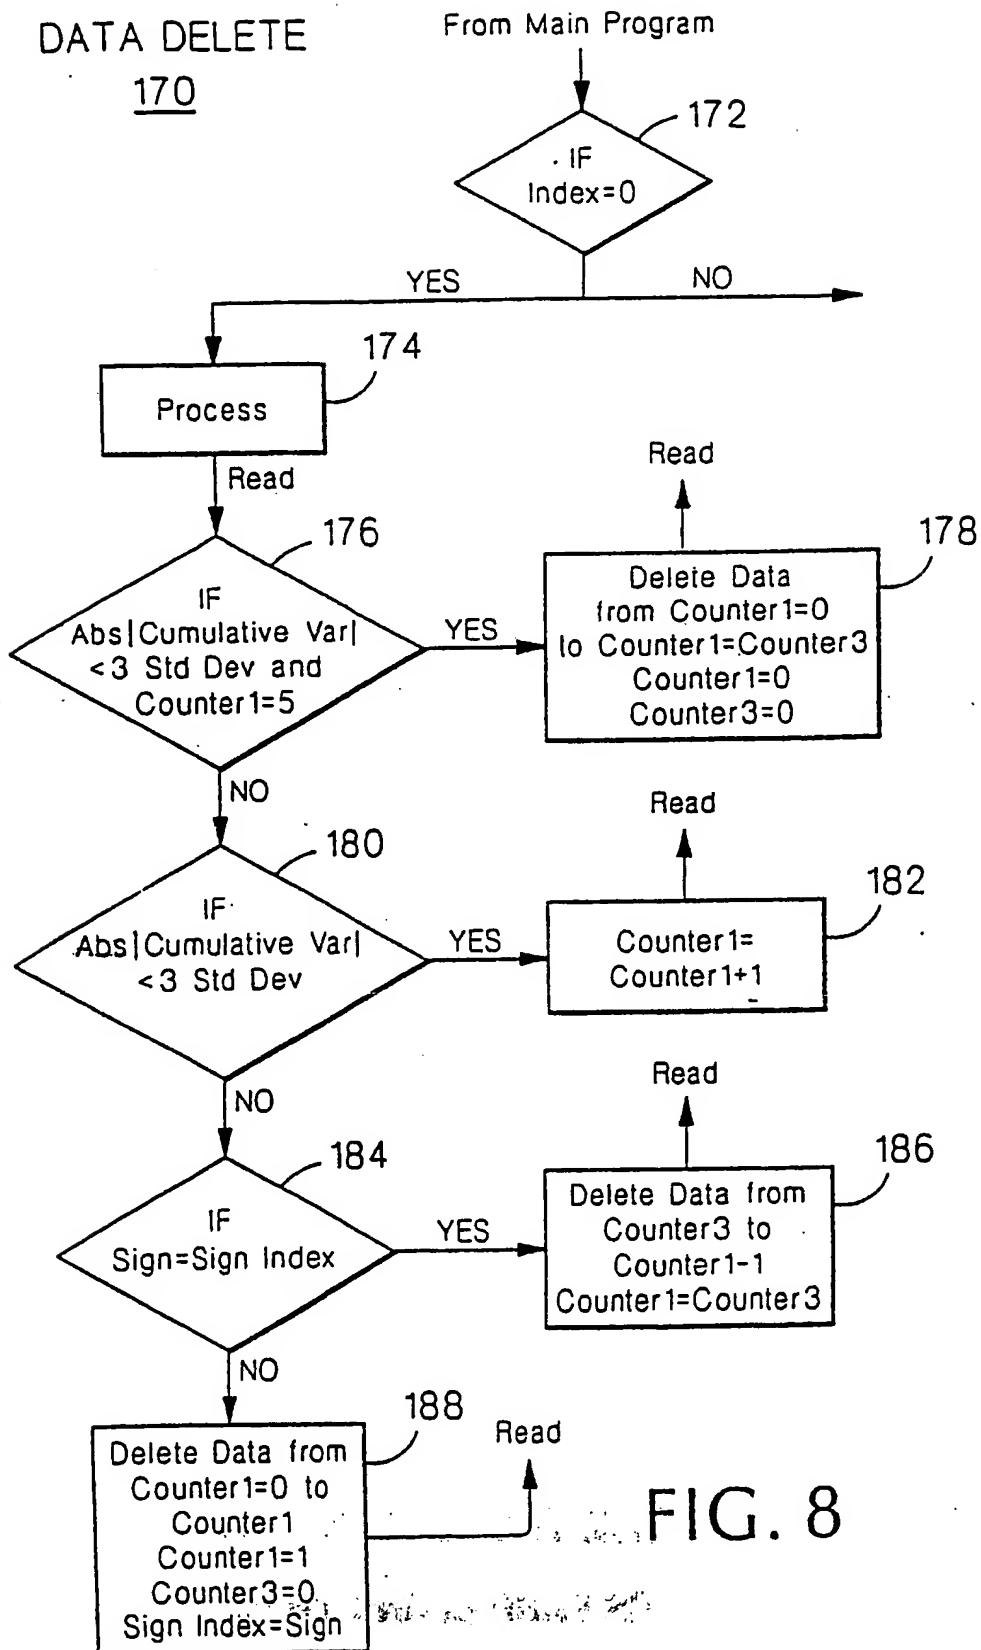 DATA DELETE
170
From Main Program
172
IF
Index=0
YES
NO
174
Process
Read
176
IF
Abs|Cumulative Var|
<3 Std Dev and
Counter1=5
YES
Read
178
Delete Data
from Counter1=0
to Counter1=Counter3
Counter1=0
Counter3=0
NO
180
IF
Abs|Cumulative Var|
<3 Std Dev
YES
Read
182
Counter1=
Counter1+1
NO
184
IF
Sign=Sign Index
YES
Read
186
Delete Data from
Counter3 to
Counter1-1
Counter1=Counter3
NO
188
Delete Data from
Counter1=0 to
Counter1
Counter1=1
Counter3=0
Sign Index=Sign
Read
FIG. 8